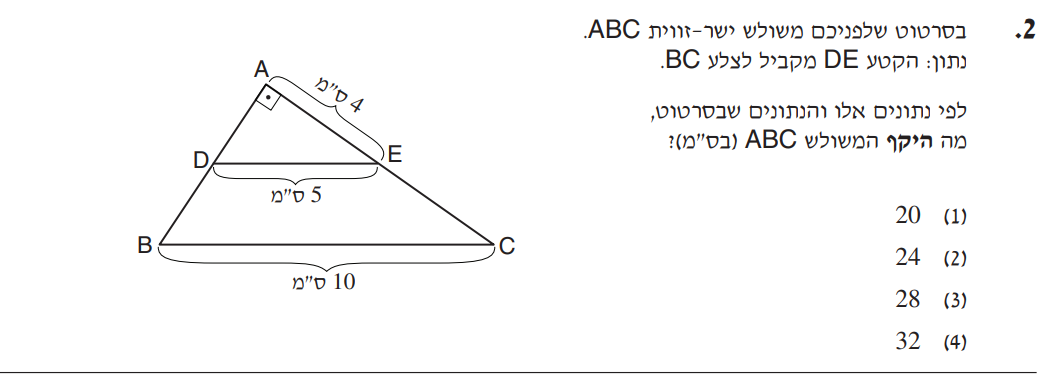 2. בסרטוט שלפניכם משולש ישר-זווית ABC.
נתון: הקטע DE מקביל לצלע BC.
לפי נתונים אלו והנתונים שבסרטוט,
מה היקף המשולש ABC (בס"מ)?
(1) 20
(2) 24
(3) 28
(4) 32
A
4 ס"מ
D
E
5 ס"מ
B
C
10 ס"מ